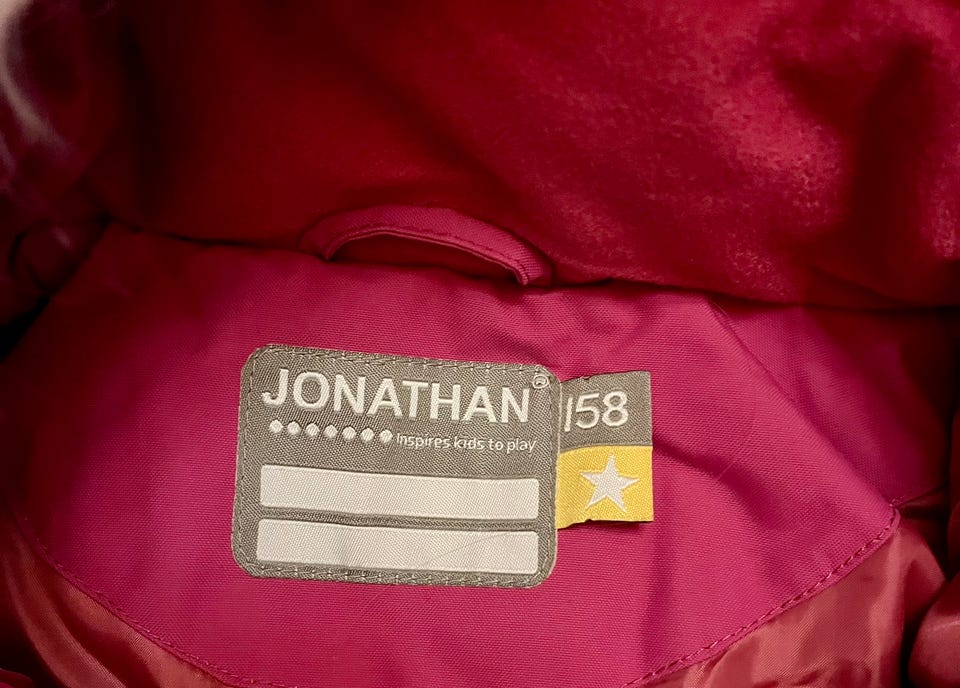 JONATHAN®
Inspires kids to play
158